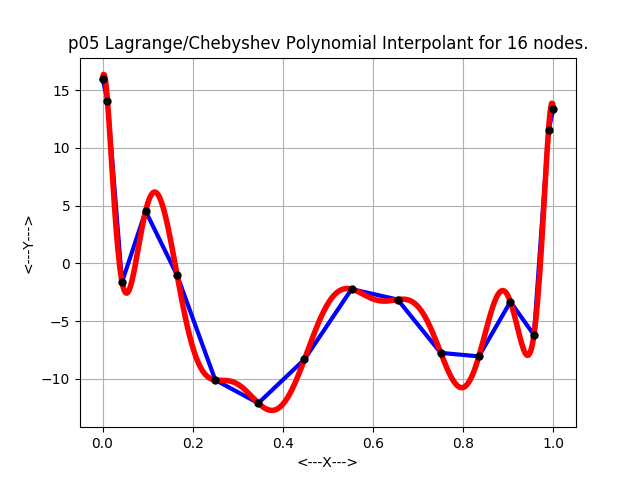 p05 Lagrange/Chebyshev Polynomial Interpolant for 16 nodes.
15
10
5
0
−5
−10
<---Y--->
0.0 0.2 0.4 0.6 0.8 1.0
<---X--->